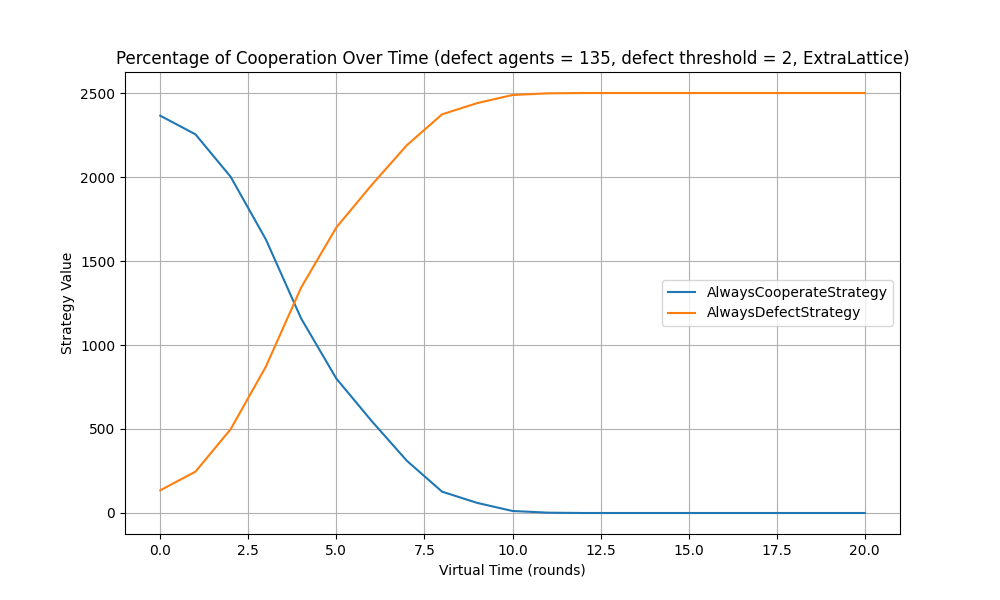 Percentage of Cooperation Over Time (defect agents = 135, defect threshold = 2, ExtraLattice)
Strategy Value
2500
2000
1500
1000
500
0
AlwaysCooperateStrategy
AlwaysDefectStrategy
0.0 2.5 5.0 7.5 10.0 12.5 15.0 17.5 20.0
Virtual Time (rounds)